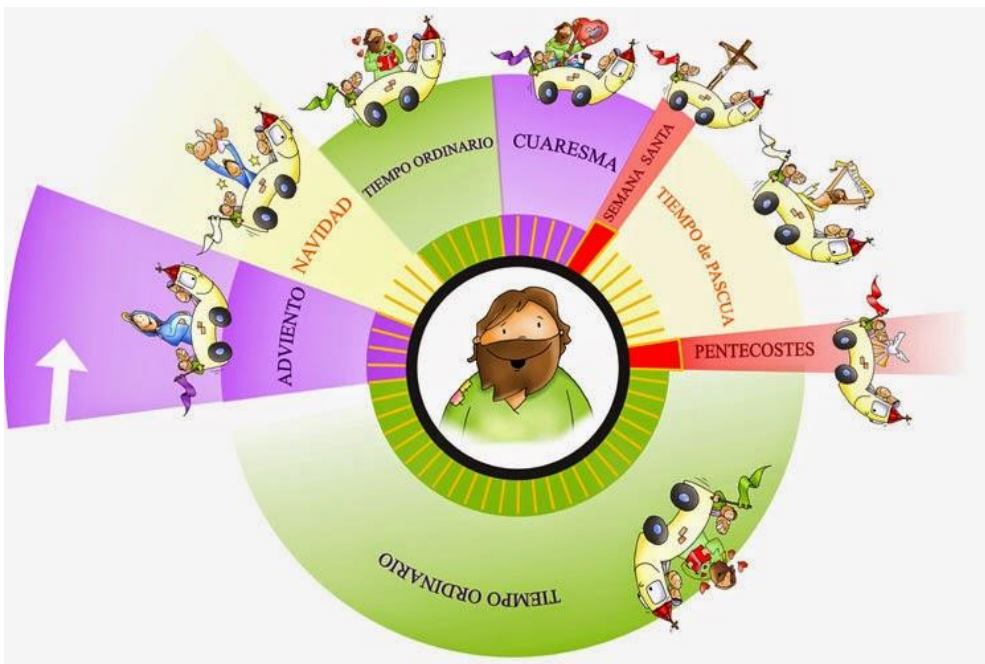 ADVIENTO
NAVIDAD
TIEMPO ORDINARIO
CUARESMA
SEMANA SANTA
TIEMPO de PASCUA
PENTECOSTES
TIEMPO ORDINARIO